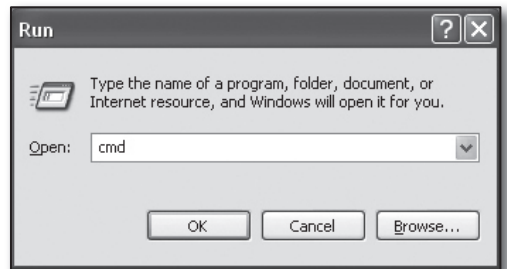 Run
Type the name of a program, folder, document, or
Internet resource, and Windows will open it for you.
Open:
cmd
OK
Cancel
Browse...